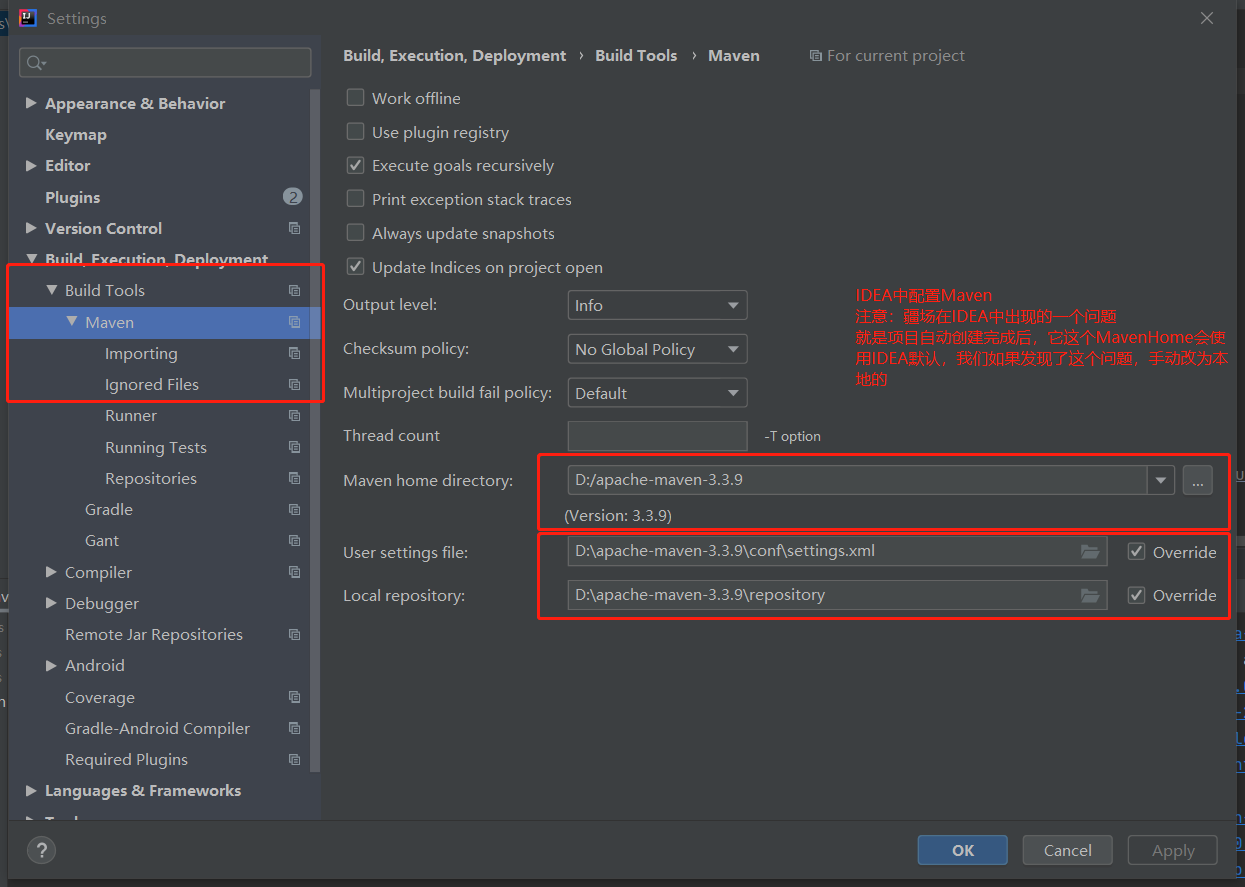 Settings
Build, Execution, Deployment › Build Tools › Maven For current project
Appearance & Behavior
Keymap
Editor
Plugins 2
Version Control
Build, Execution, Deployment
Build Tools
Maven
Importing
Ignored Files
Runner
Running Tests
Repositories
Gradle
Gant
Compiler
Debugger
Remote Jar Repositories
Android
Coverage
Gradle-Android Compiler
Required Plugins
Languages & Frameworks
Work offline
Use plugin registry
Execute goals recursively
Print exception stack traces
Always update snapshots
Update Indices on project open
Output level: Info
Checksum policy: No Global Policy
Multiproject build fail policy: Default
Thread count -T option
IDEA中配置Maven
注意：疆场在IDEA中出现的一个问题
就是项目自动创建完成后，它这个MavenHome会使
用IDEA默认，我们如果发现了这个问题，手动改为本
地的
Maven home directory: D:/apache-maven-3.3.9 ...
(Version: 3.3.9)
User settings file: D:\apache-maven-3.3.9\conf\settings.xml Override
Local repository: D:\apache-maven-3.3.9\repository Override
? OK Cancel Apply